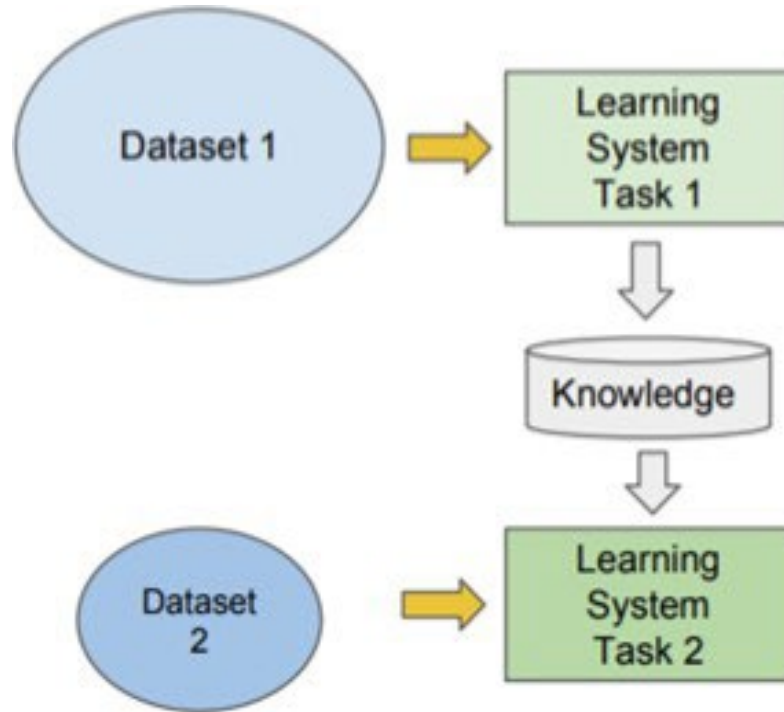 Dataset 1
Learning
System
Task 1
Knowledge
Dataset
2
Learning
System
Task 2